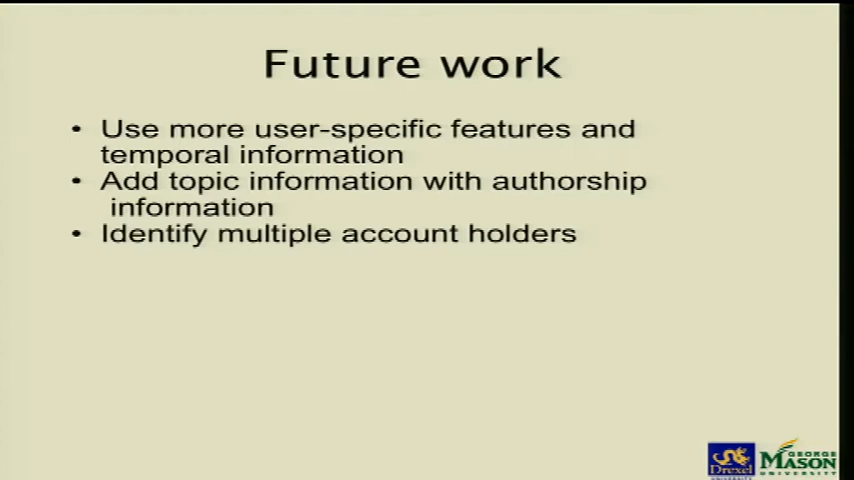 Future work
• Use more user-specific features and
temporal information
• Add topic information with authorship
information
• Identify multiple account holders
Drexel
UNIVERSITY
GEORGE
MASON
UNIVERSITY